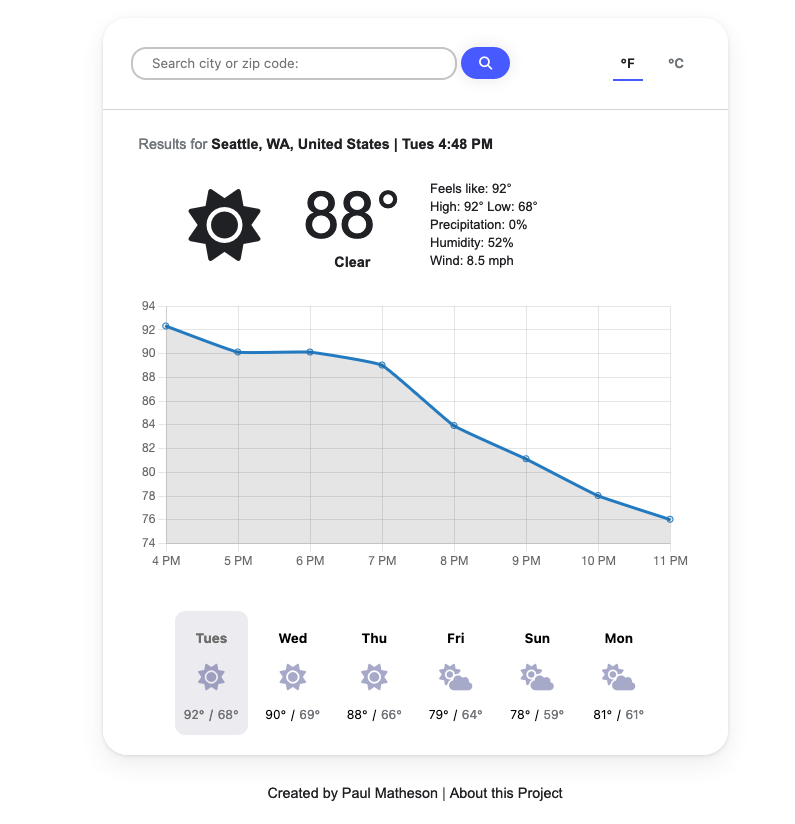 Search city or zip code:
°F °C
Results for Seattle, WA, United States | Tues 4:48 PM
88°
Clear
Feels like: 92°
High: 92° Low: 68°
Precipitation: 0%
Humidity: 52%
Wind: 8.5 mph
94
92
90
88
86
84
82
80
78
76
74
4 PM 5 PM 6 PM 7 PM 8 PM 9 PM 10 PM 11 PM
Tues Wed Thu Fri Sun Mon
92° / 68° 90° / 69° 88° / 66° 79° / 64° 78° / 59° 81° / 61°
Created by Paul Matheson | About this Project